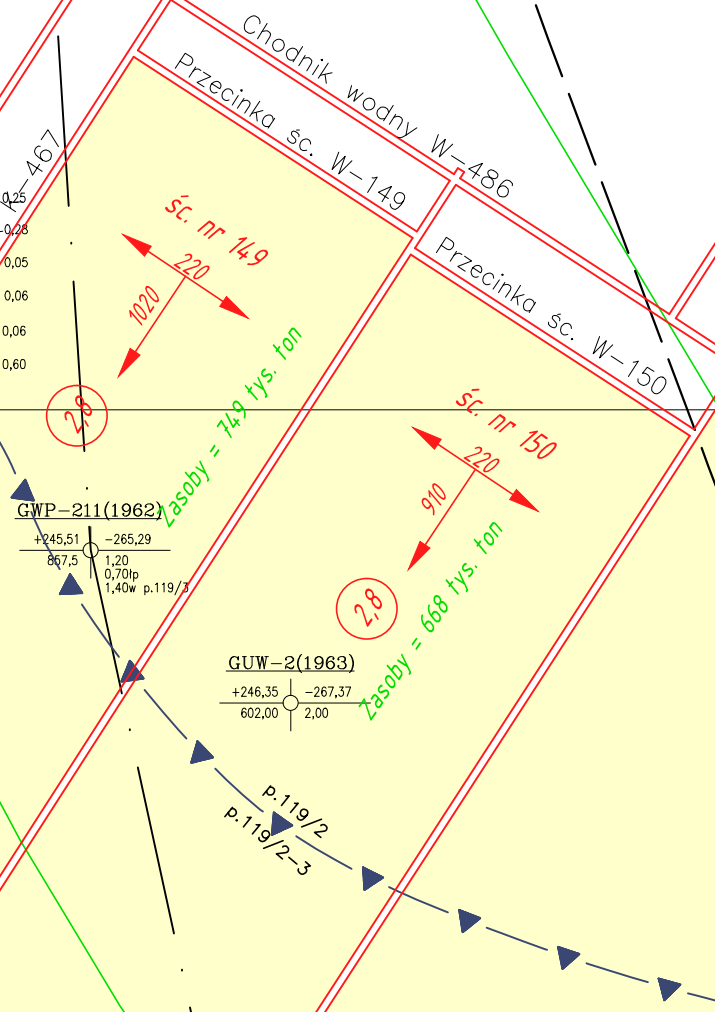 Chodnik wodny W-486
Przecinka śc. W-149
-467
0,25
-0,28
0,05
0,06
0,06
0,60
śc. nr 149
220
1020
2,8
Zasoby = 749 tys. ton
Przecinka śc. W-150
śc. nr 150
220
910
2,8
Zasoby = 668 tys. ton
GWP-211(1962)
+245,51 -265,29
857,5 1,20
0,70łp
1,40w p.119/3
GUW-2(1963)
+246,35 -267,37
602,00 2,00
p.119/2
p.119/2-3